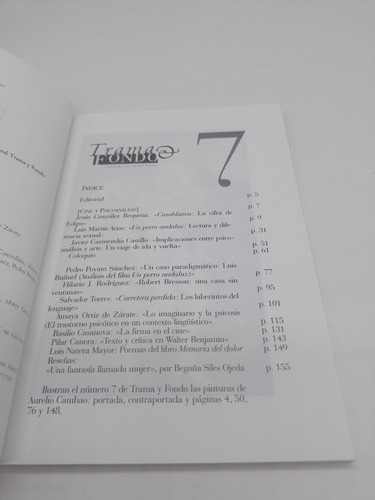 ral Trama y Fondo
Trama&
FONDO
7
ÍNDICE
Editorial p. 5
[CINE Y PSICOANÁLISIS] p. 7
Jesús González Requena: «Casablanca: La cifra de
Edipo» p. 9
Luis Martín Arias: «Un perro andaluz: Lectura y dife-
rencia sexual» p. 31
Javier Garmendia Castillo: «Implicaciones entre psico-
análisis y arte. Un viaje de ida y vuelta» p. 51
Coloquio p. 61
Pedro Poyato Sánchez: «Un caso paradigmático: Luis
Buñuel (Análisis del film Un perro andaluz)» p. 77
Hilario J. Rodríguez: «Robert Bresson: una casa sin
ventanas» p. 95
Salvador Torres: «Carretera perdida: Los laberintos del
lenguaje» p. 101
Amaya Ortiz de Zárate: «Lo imaginario y la psicosis
(El trastorno psicótico en un contexto lingüístico») p. 115
Basilio Casanova: «La firma en el cine» p. 131
Pilar Canera: «Texto y crítica en Walter Benjamin» p. 143
Luis Natera Mayor: Poemas del libro Memoria del dolor p. 149
Reseñas:
«Una fantasía llamada mujer», por Begoña Siles Ojeda p. 155
Ilustran el número 7 de Trama y Fondo las pinturas de
Aurelio Cambao: portada, contraportada y páginas 4, 50,
76 y 148.